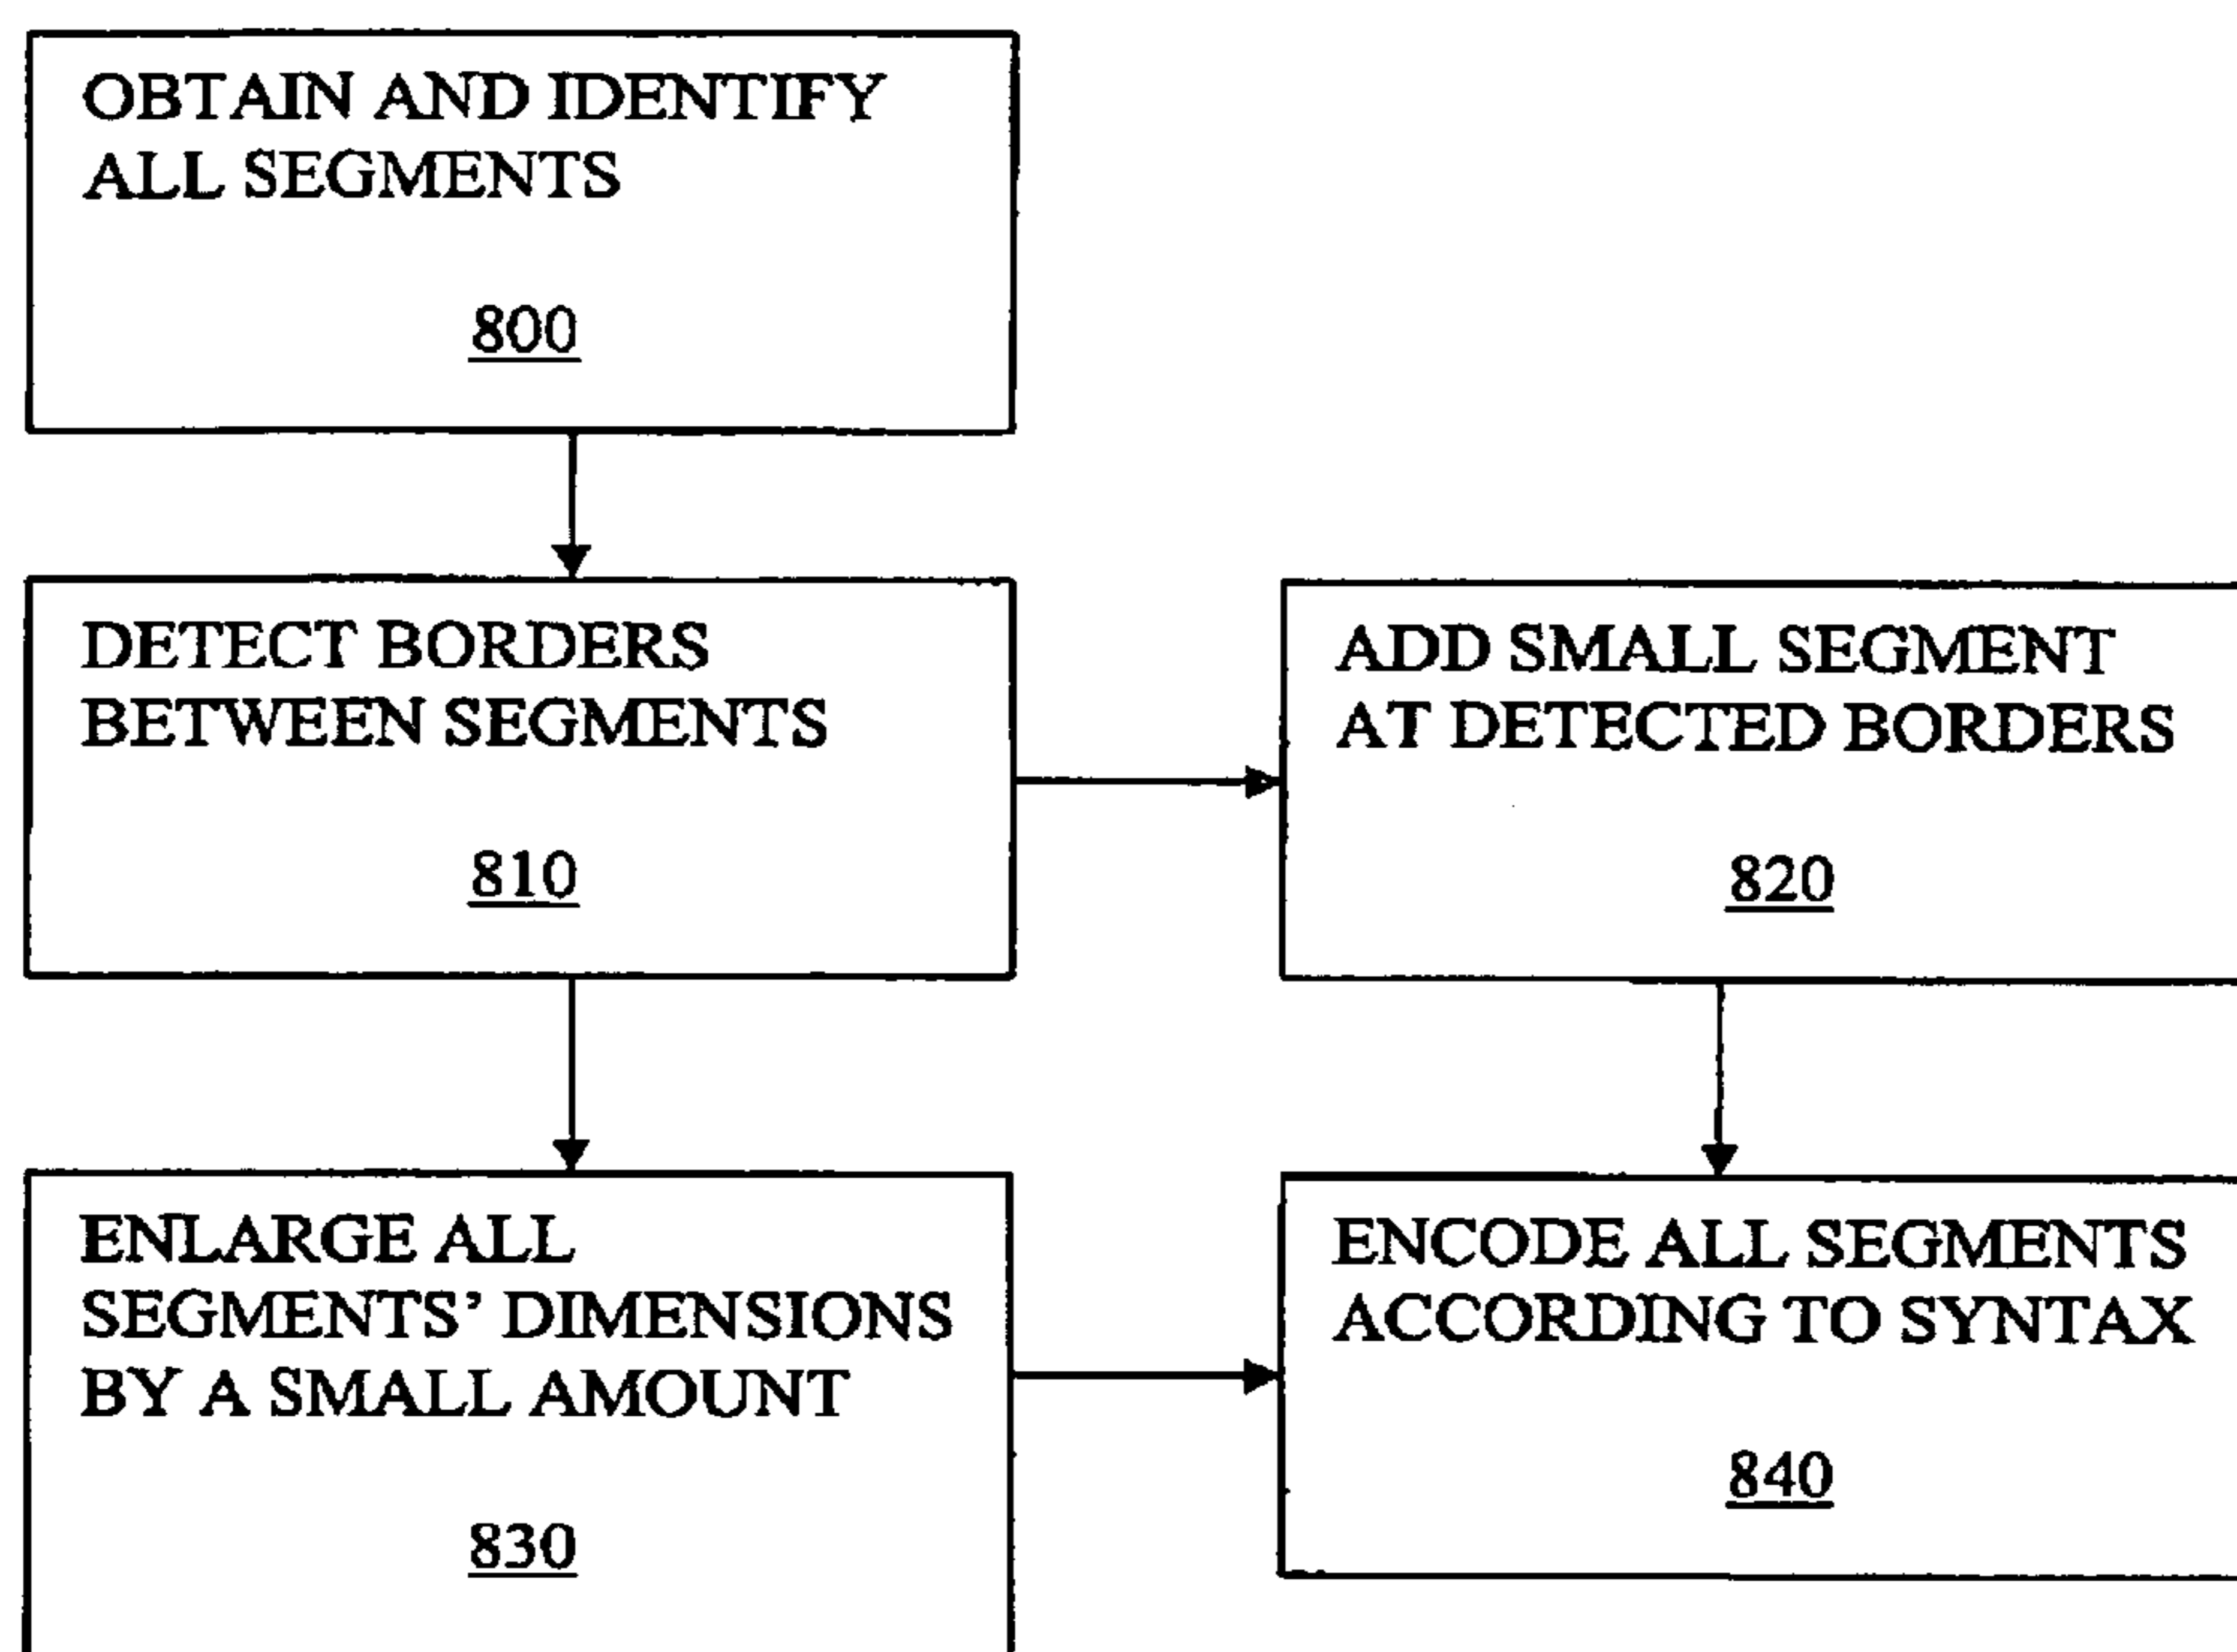 OBTAIN AND IDENTIFY
ALL SEGMENTS
800
DETECT BORDERS
BETWEEN SEGMENTS
810
ADD SMALL SEGMENT
AT DETECTED BORDERS
820
ENLARGE ALL
SEGMENTS' DIMENSIONS
BY A SMALL AMOUNT
830
ENCODE ALL SEGMENTS
ACCORDING TO SYNTAX
840